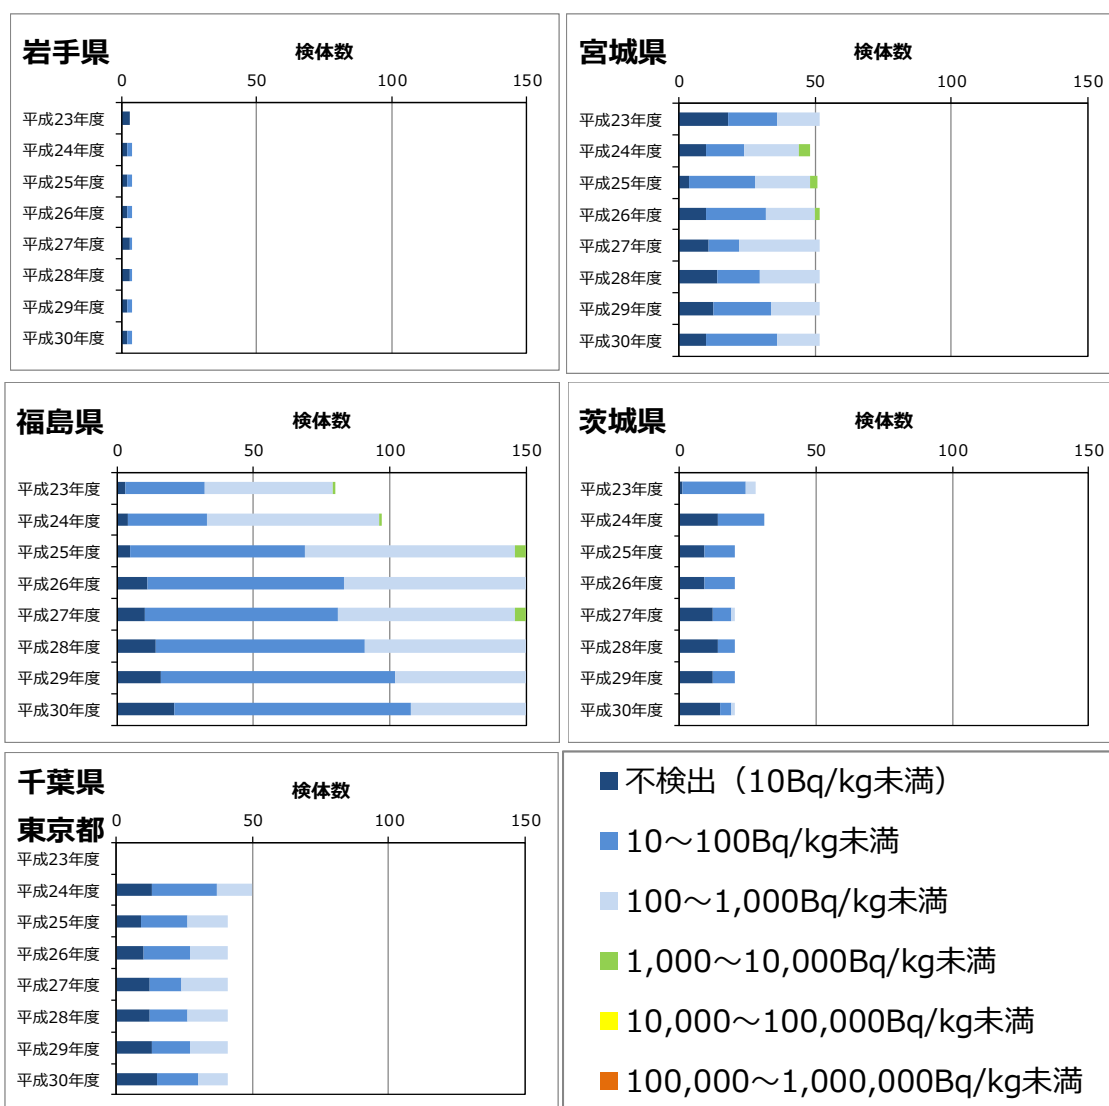 岩手県
検体数
0 50 100 150
平成23年度
平成24年度
平成25年度
平成26年度
平成27年度
平成28年度
平成29年度
平成30年度
宮城県
検体数
0 50 100 150
平成23年度
平成24年度
平成25年度
平成26年度
平成27年度
平成28年度
平成29年度
平成30年度
福島県
検体数
0 50 100 150
平成23年度
平成24年度
平成25年度
平成26年度
平成27年度
平成28年度
平成29年度
平成30年度
茨城県
検体数
0 50 100 150
平成23年度
平成24年度
平成25年度
平成26年度
平成27年度
平成28年度
平成29年度
平成30年度
千葉県
検体数
東京都
0 50 100 150
平成23年度
平成24年度
平成25年度
平成26年度
平成27年度
平成28年度
平成29年度
平成30年度
不検出（10Bq/kg未満）
10～100Bq/kg未満
100～1,000Bq/kg未満
1,000～10,000Bq/kg未満
10,000～100,000Bq/kg未満
100,000～1,000,000Bq/kg未満